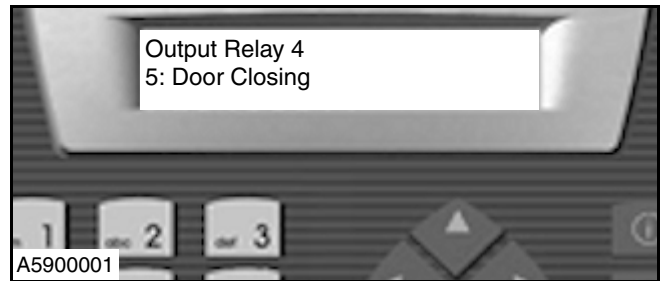 Output Relay 4
5: Door Closing
1
abc 2
def 3
A5900001